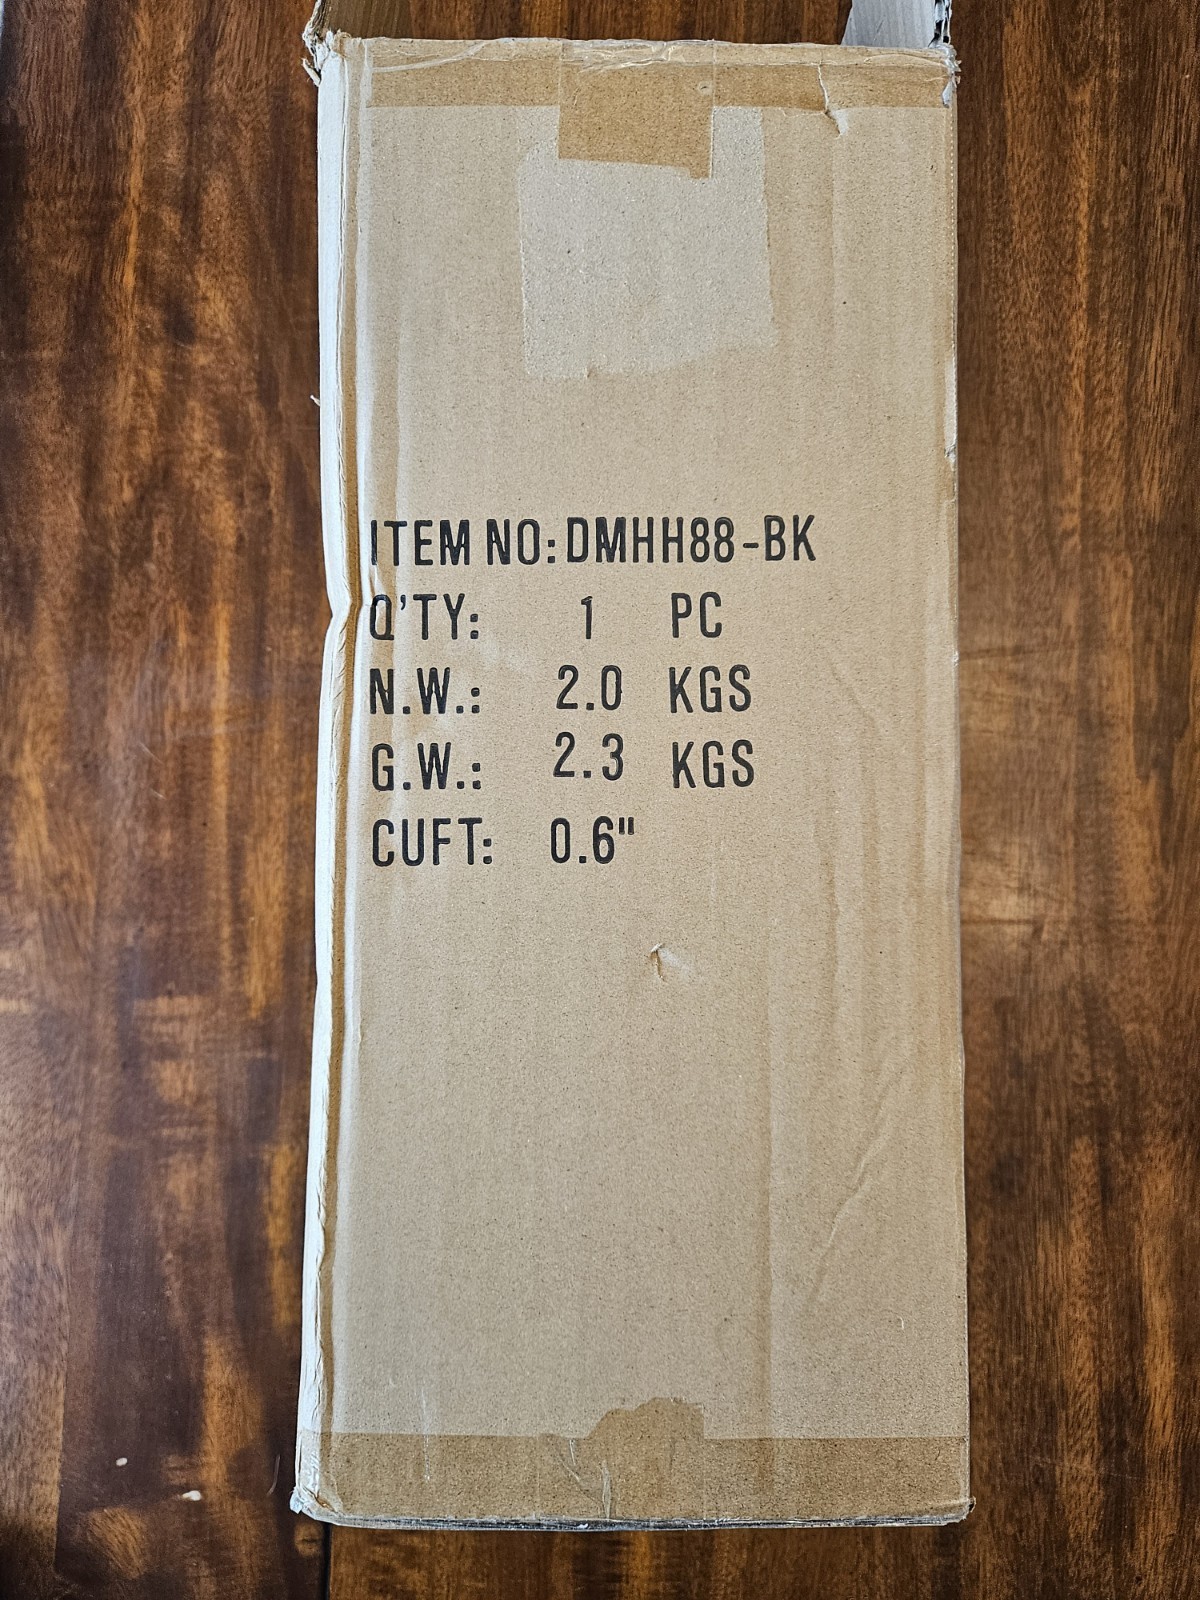 ITEM NO: DMHH88-BK
Q'TY: 1 PC
N.W.: 2.0 KGS
G.W.: 2.3 KGS
CUFT: 0.6"